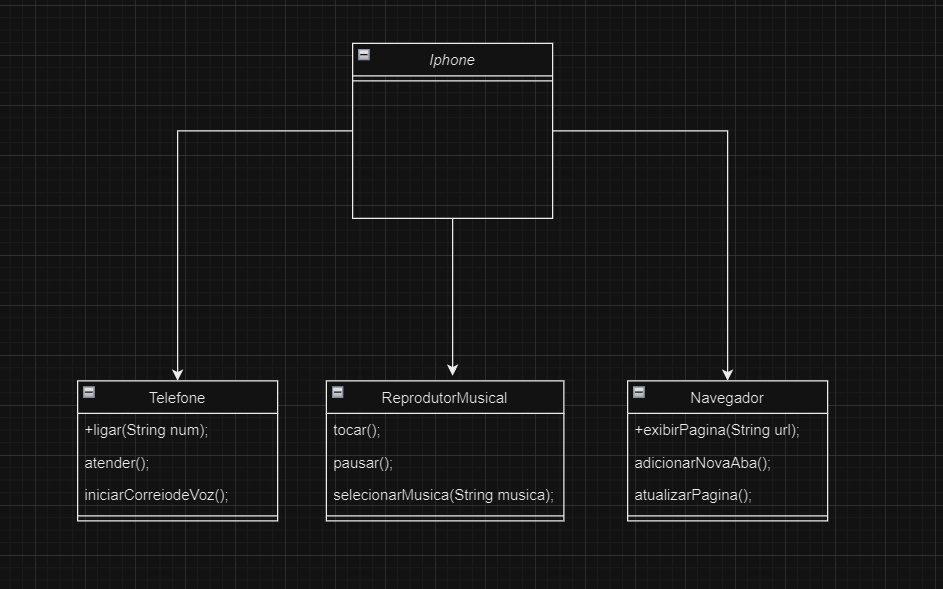 Iphone
Telefone
+ligar(String num);
atender();
iniciarCorreiodeVoz();
ReprodutorMusical
tocar();
pausar();
selecionarMusica(String musica);
Navegador
+exibirPagina(String url);
adicionarNovaAba();
atualizarPagina();